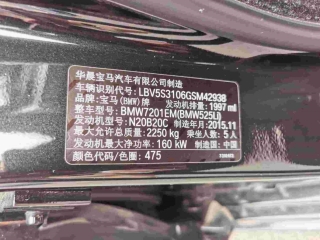 华晨宝马汽车有限公司制造
车辆识别代号: LBV5S3106GSM42938
品牌: 宝马(BMW)牌 发动机排量: 1997 ml
整车型号: BMW7201EM(BMW525Li)
发动机型号: N20B20C 制造年月: 2015.11
最大允许总质量: 2250 kg 乘坐人数: 5人
发动机最大净功率: 160 kW 制造国: 中国
颜色代码/色圈: 475